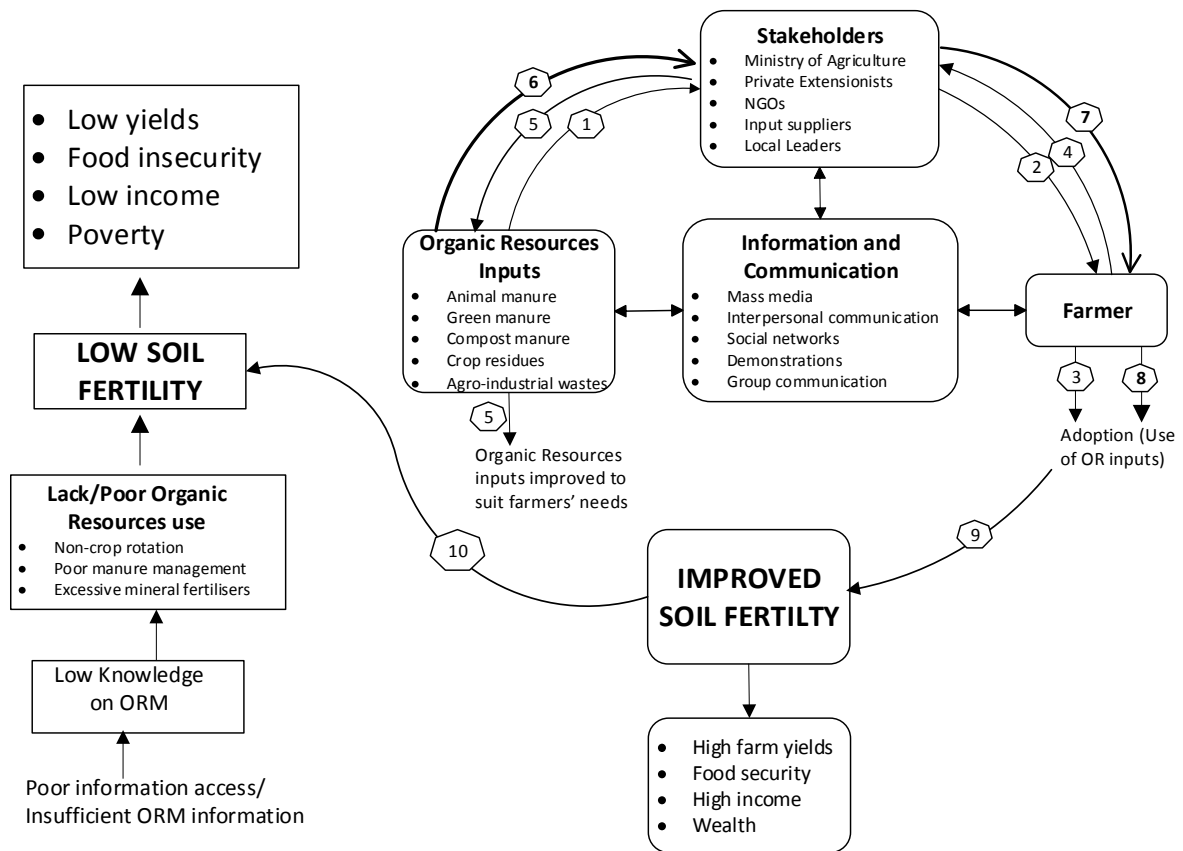 Stakeholders
• Ministry of Agriculture
• Private Extensionists
• NGOs
• Input suppliers
• Local Leaders
6
5
1
7
4
2
• Low yields
• Food insecurity
• Low income
• Poverty
Organic Resources
Inputs
• Animal manure
• Green manure
• Compost manure
• Crop residues
• Agro-industrial wastes
Information and
Communication
• Mass media
• Interpersonal communication
• Social networks
• Demonstrations
• Group communication
Farmer
LOW SOIL
FERTILITY
3
8
5
Adoption (Use
of OR inputs)
Organic Resources
inputs improved to
suit farmers’ needs
Lack/Poor Organic
Resources use
• Non-crop rotation
• Poor manure management
• Excessive mineral fertilisers
10
9
IMPROVED
SOIL FERTILTY
Low Knowledge
on ORM
Poor information access/
Insufficient ORM information
• High farm yields
• Food security
• High income
• Wealth